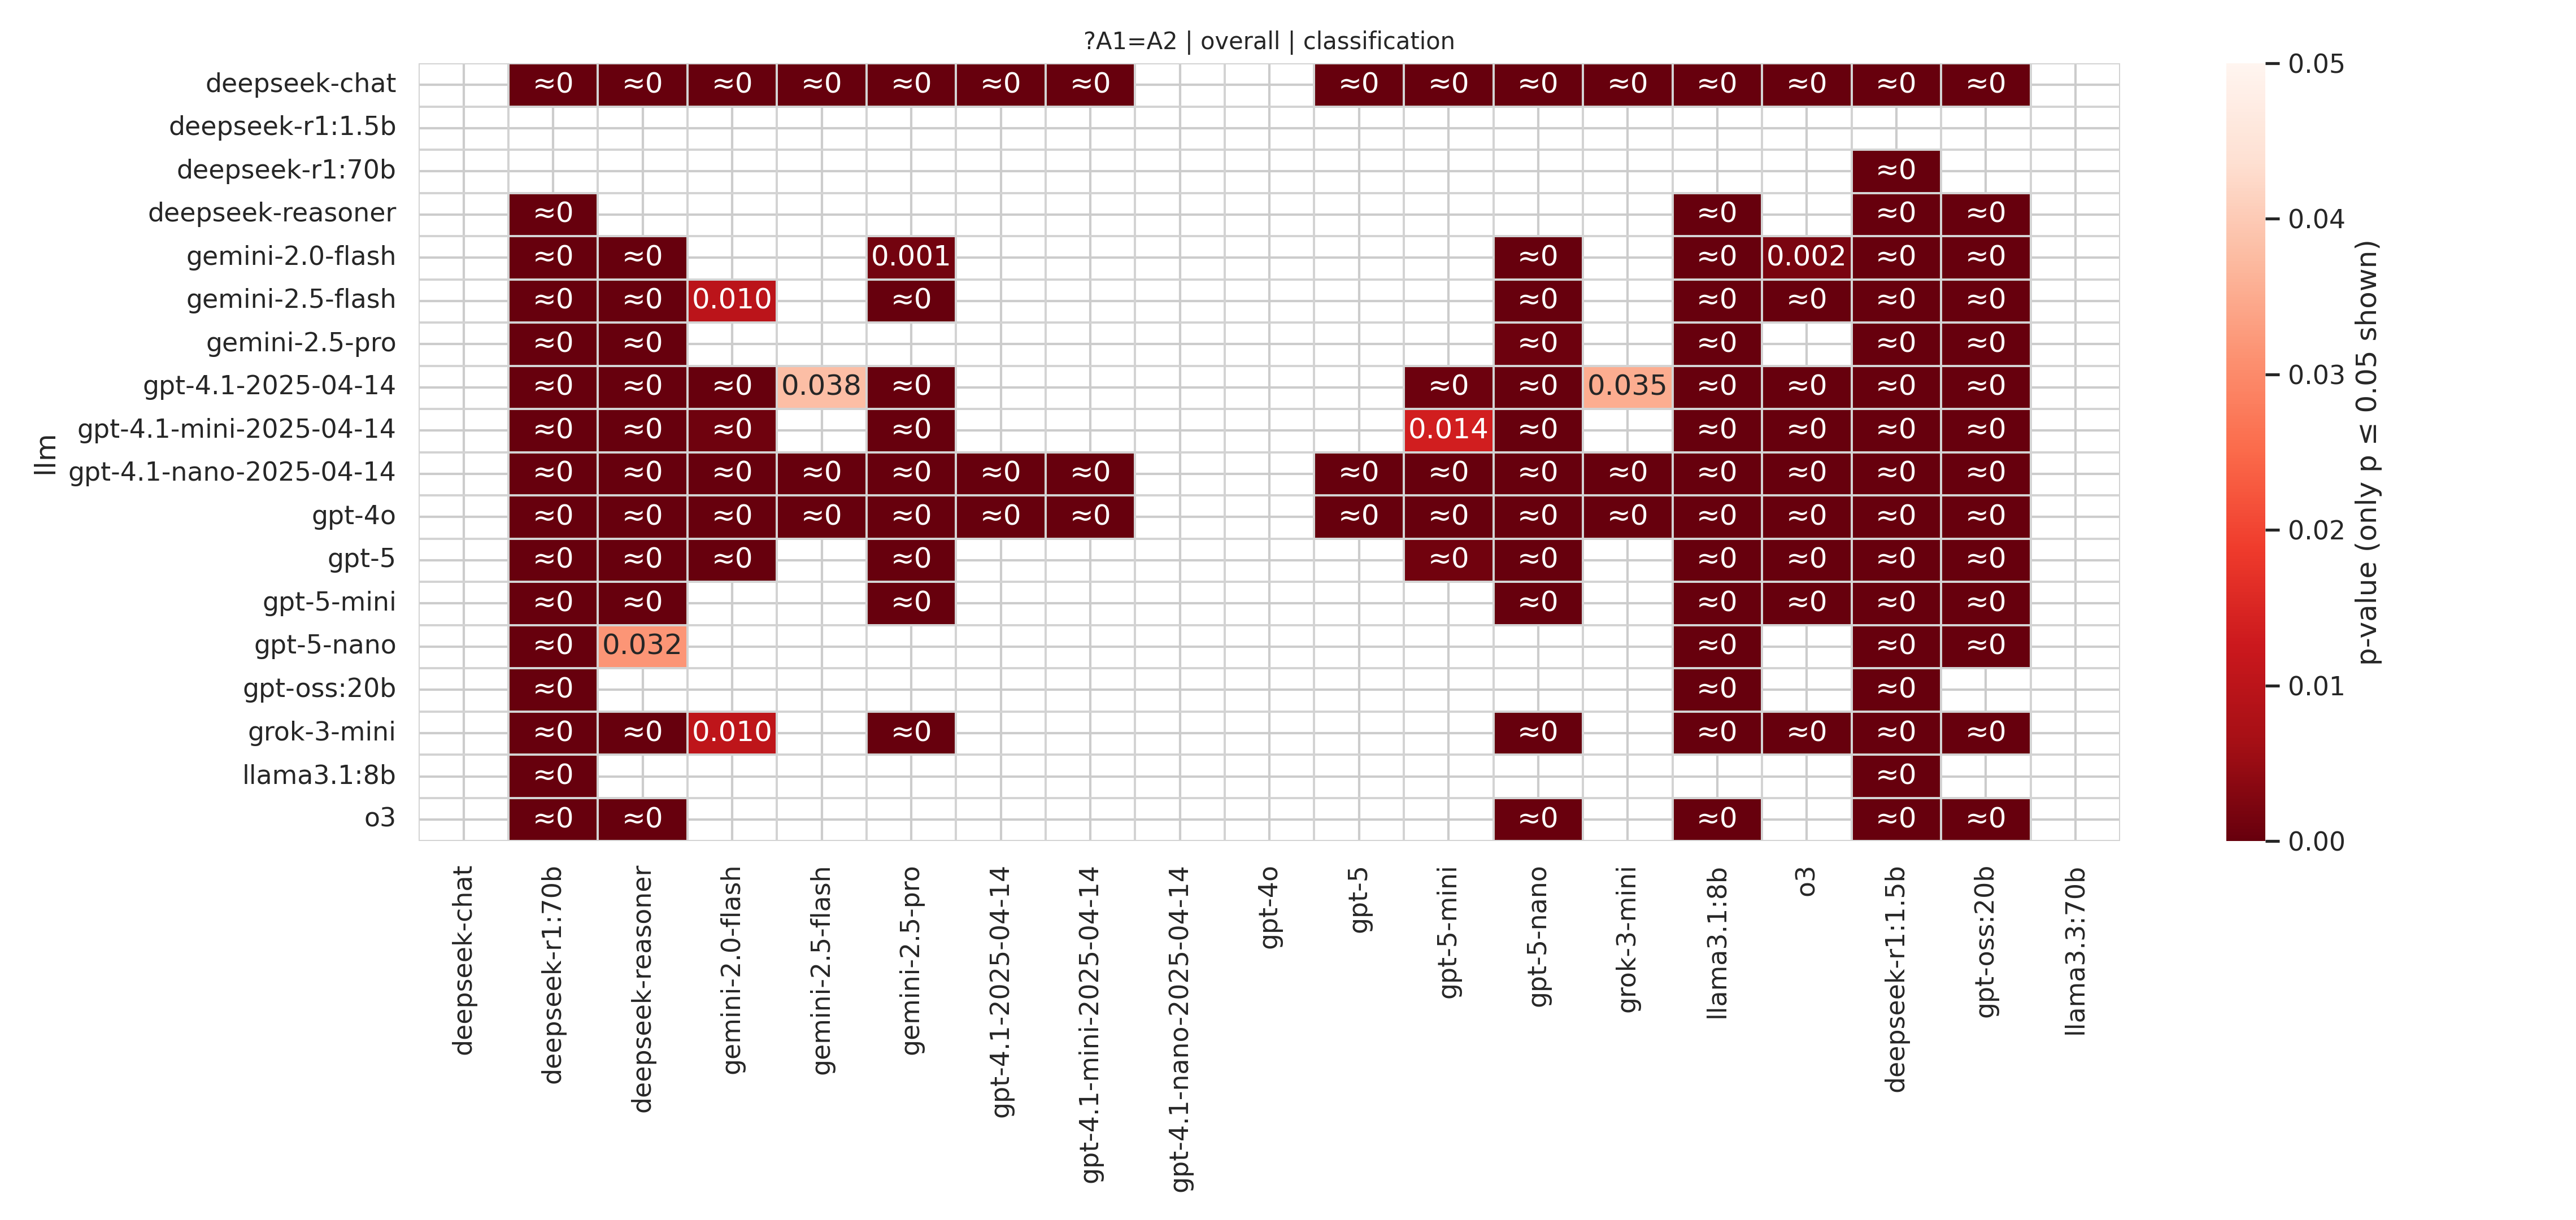 ?A1=A2 | overall | classification
deepseek-chat ≈0 ≈0 ≈0 ≈0 ≈0 ≈0 ≈0 ≈0 ≈0 ≈0 ≈0 ≈0 ≈0 ≈0 ≈0
deepseek-r1:1.5b
deepseek-r1:70b ≈0
deepseek-reasoner ≈0 ≈0 ≈0 ≈0
gemini-2.0-flash ≈0 ≈0 0.001 ≈0 ≈0 0.002 ≈0 ≈0
gemini-2.5-flash ≈0 ≈0 0.010 ≈0 ≈0 ≈0 ≈0 ≈0 ≈0
gemini-2.5-pro ≈0 ≈0 ≈0 ≈0 ≈0 ≈0
gpt-4.1-2025-04-14 ≈0 ≈0 ≈0 0.038 ≈0 ≈0 ≈0 0.035 ≈0 ≈0 ≈0 ≈0
gpt-4.1-mini-2025-04-14 ≈0 ≈0 ≈0 ≈0 0.014 ≈0 ≈0 ≈0 ≈0 ≈0
gpt-4.1-nano-2025-04-14 ≈0 ≈0 ≈0 ≈0 ≈0 ≈0 ≈0 ≈0 ≈0 ≈0 ≈0 ≈0 ≈0 ≈0 ≈0
gpt-4o ≈0 ≈0 ≈0 ≈0 ≈0 ≈0 ≈0 ≈0 ≈0 ≈0 ≈0 ≈0 ≈0 ≈0 ≈0
gpt-5 ≈0 ≈0 ≈0 ≈0 ≈0 ≈0 ≈0 ≈0 ≈0 ≈0
gpt-5-mini ≈0 ≈0 ≈0 ≈0 ≈0 ≈0 ≈0 ≈0
gpt-5-nano ≈0 0.032 ≈0 ≈0 ≈0
gpt-oss:20b ≈0 ≈0 ≈0
grok-3-mini ≈0 ≈0 0.010 ≈0 ≈0 ≈0 ≈0 ≈0 ≈0
llama3.1:8b ≈0 ≈0
o3 ≈0 ≈0 ≈0 ≈0 ≈0 ≈0
llm
deepseek-chat
deepseek-r1:70b
deepseek-reasoner
gemini-2.0-flash
gemini-2.5-flash
gemini-2.5-pro
gpt-4.1-2025-04-14
gpt-4.1-mini-2025-04-14
gpt-4.1-nano-2025-04-14
gpt-4o
gpt-5
gpt-5-mini
gpt-5-nano
grok-3-mini
llama3.1:8b
o3
deepseek-r1:1.5b
gpt-oss:20b
llama3.3:70b
0.05
0.04
0.03
0.02
0.01
0.00
p-value (only p ≤ 0.05 shown)